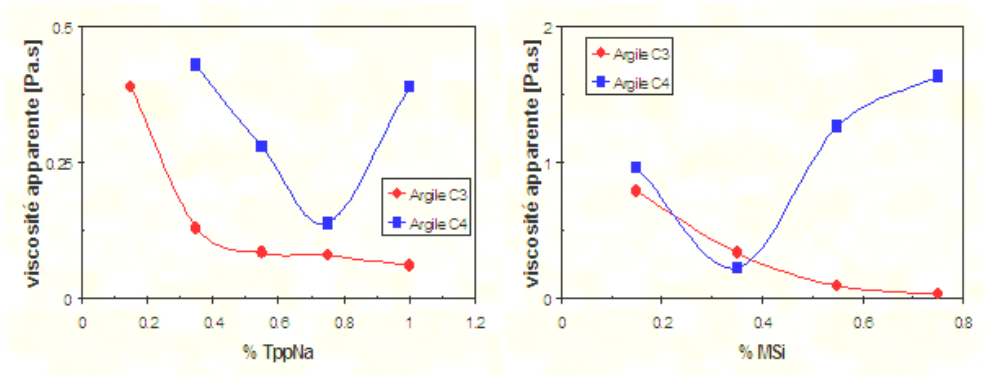 viscosité apparente [Pa.s]
0.5
0.25
0
0 0.2 0.4 0.6 0.8 1 1.2
% TppNa
Argile C3
Argile C4
viscosité apparente [Pa.s]
2
1
0
0 0.2 0.4 0.6 0.8
% MSi
Argile C3
Argile C4